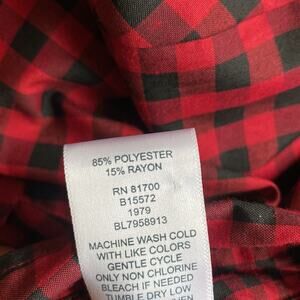 85% POLYESTER
15% RAYON
RN 81700
B15572
1979
BL7958913
MACHINE WASH COLD
WITH LIKE COLORS
GENTLE CYCLE
ONLY NON CHLORINE
BLEACH IF NEEDED
TUMBLE DRY LOW